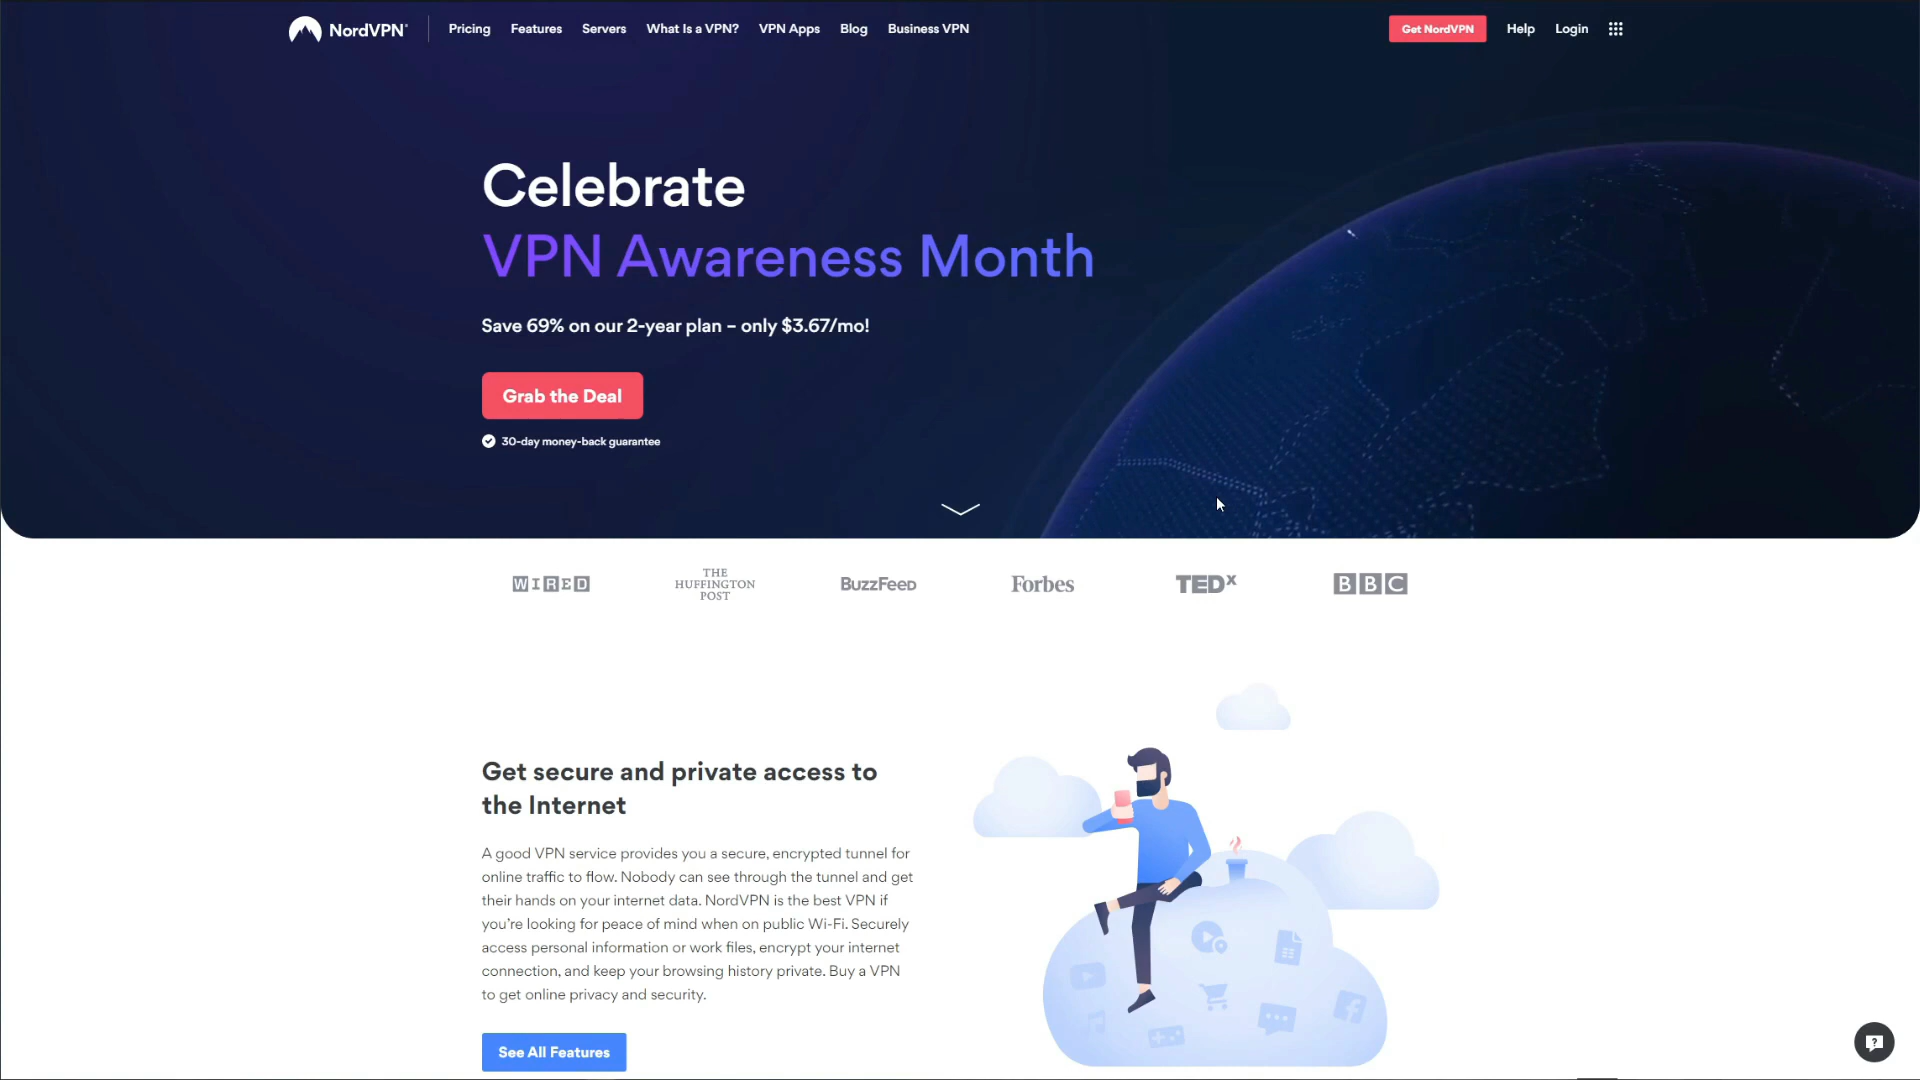 NordVPN®
Pricing
Features
Servers
What Is a VPN?
VPN Apps
Blog
Business VPN
Get NordVPN
Help
Login
Celebrate
VPN Awareness Month
Save 69% on our 2-year plan – only $3.67/mo!
Grab the Deal
30-day money-back guarantee
WIRED
THE
HUFFINGTON
POST
BuzzFeed
Forbes
TEDx
BBC
Get secure and private access to
the Internet
A good VPN service provides you a secure, encrypted tunnel for
online traffic to flow. Nobody can see through the tunnel and get
their hands on your internet data. NordVPN is the best VPN if
you’re looking for peace of mind when on public Wi-Fi. Securely
access personal information or work files, encrypt your internet
connection, and keep your browsing history private. Buy a VPN
to get online privacy and security.
See All Features